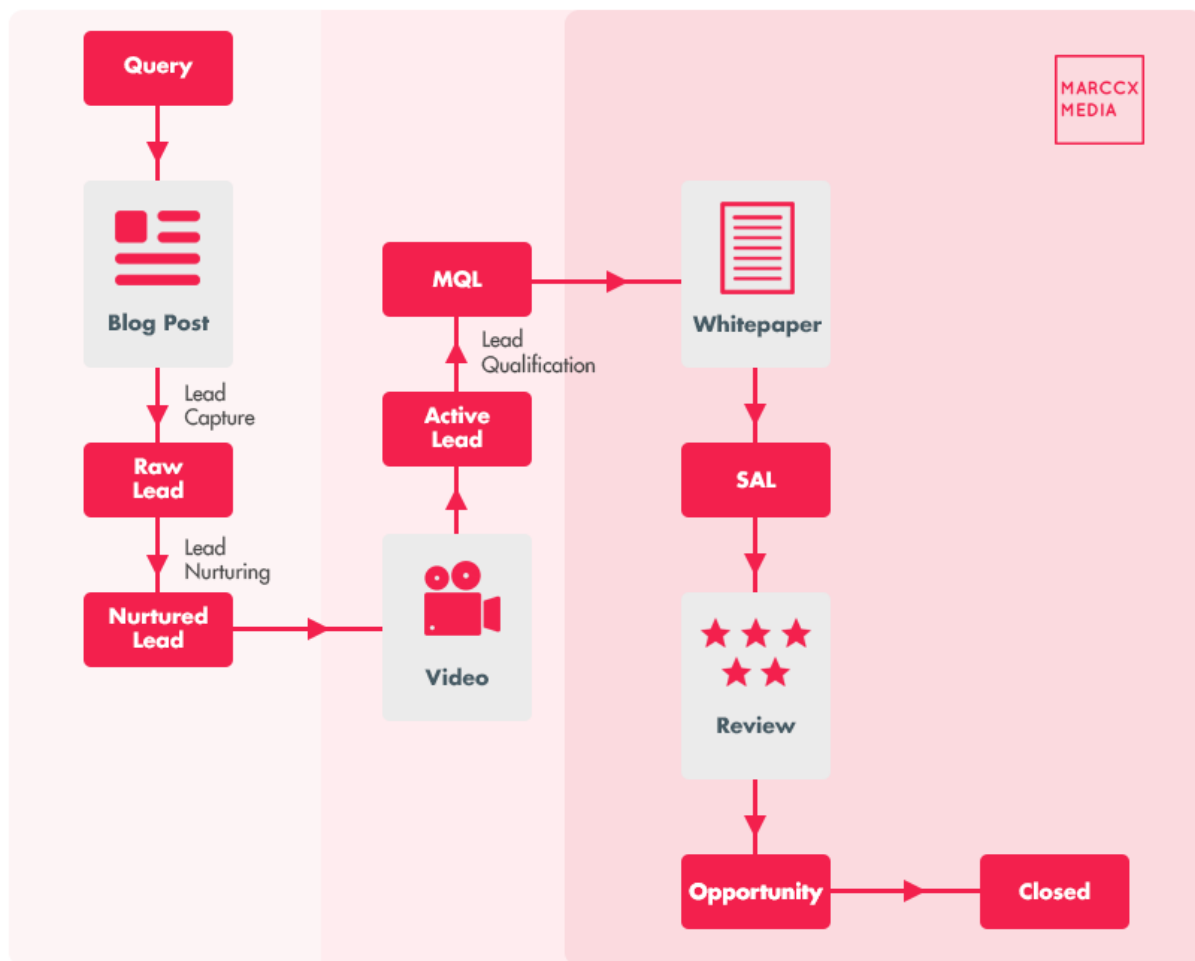 Query
MARCCX
MEDIA
Blog Post
Lead
Capture
Raw
Lead
Lead
Nurturing
Nurtured
Lead
Video
Active
Lead
Lead
Qualification
MQL
Whitepaper
SAL
Review
Opportunity
Closed